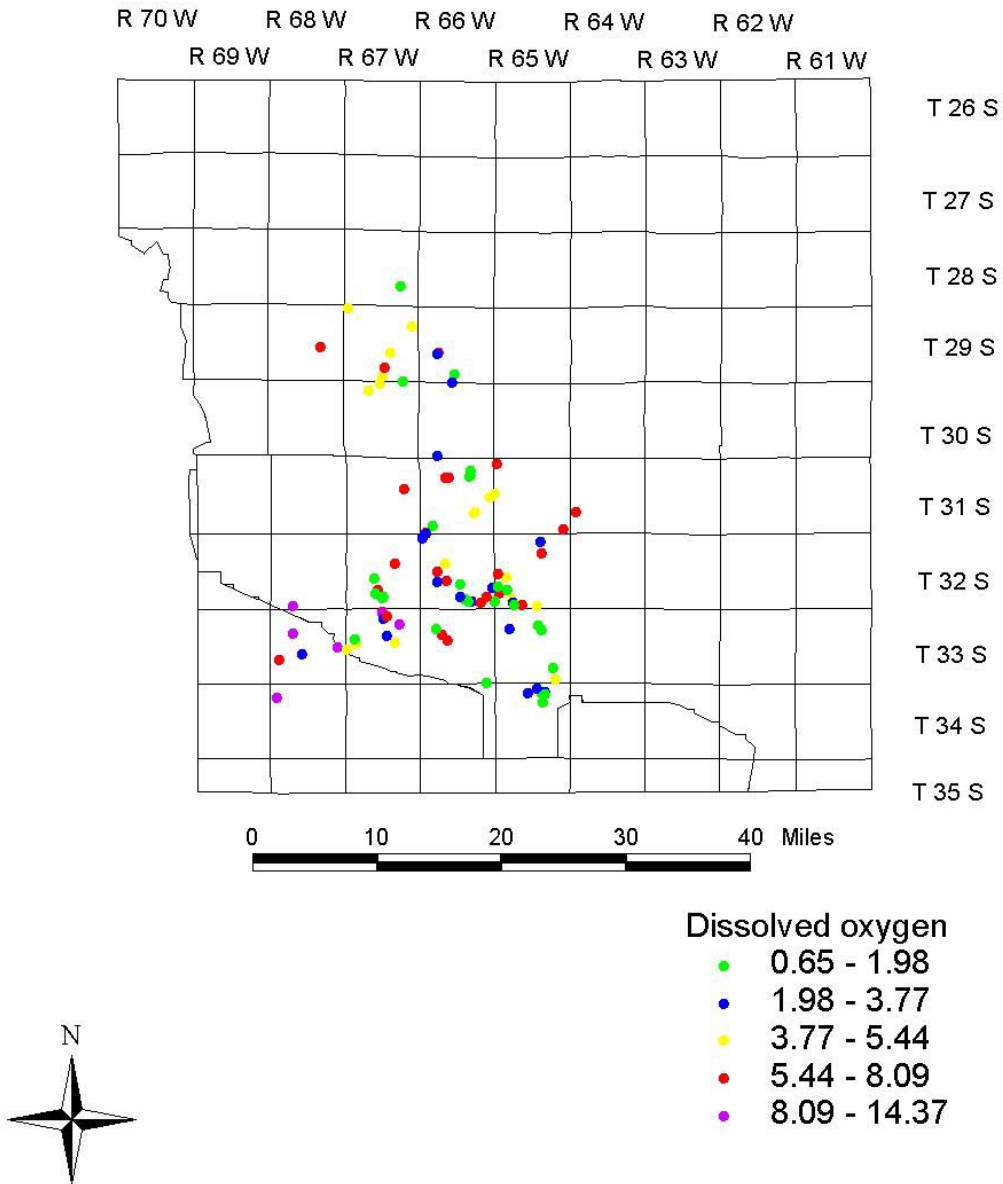 R 70 W R 68 W R 66 W R 64 W R 62 W
R 69 W R 67 W R 65 W R 63 W R 61 W
T 26 S
T 27 S
T 28 S
T 29 S
T 30 S
T 31 S
T 32 S
T 33 S
T 34 S
T 35 S
0 10 20 30 40 Miles
Dissolved oxygen
0.65 - 1.98
1.98 - 3.77
3.77 - 5.44
5.44 - 8.09
8.09 - 14.37
N